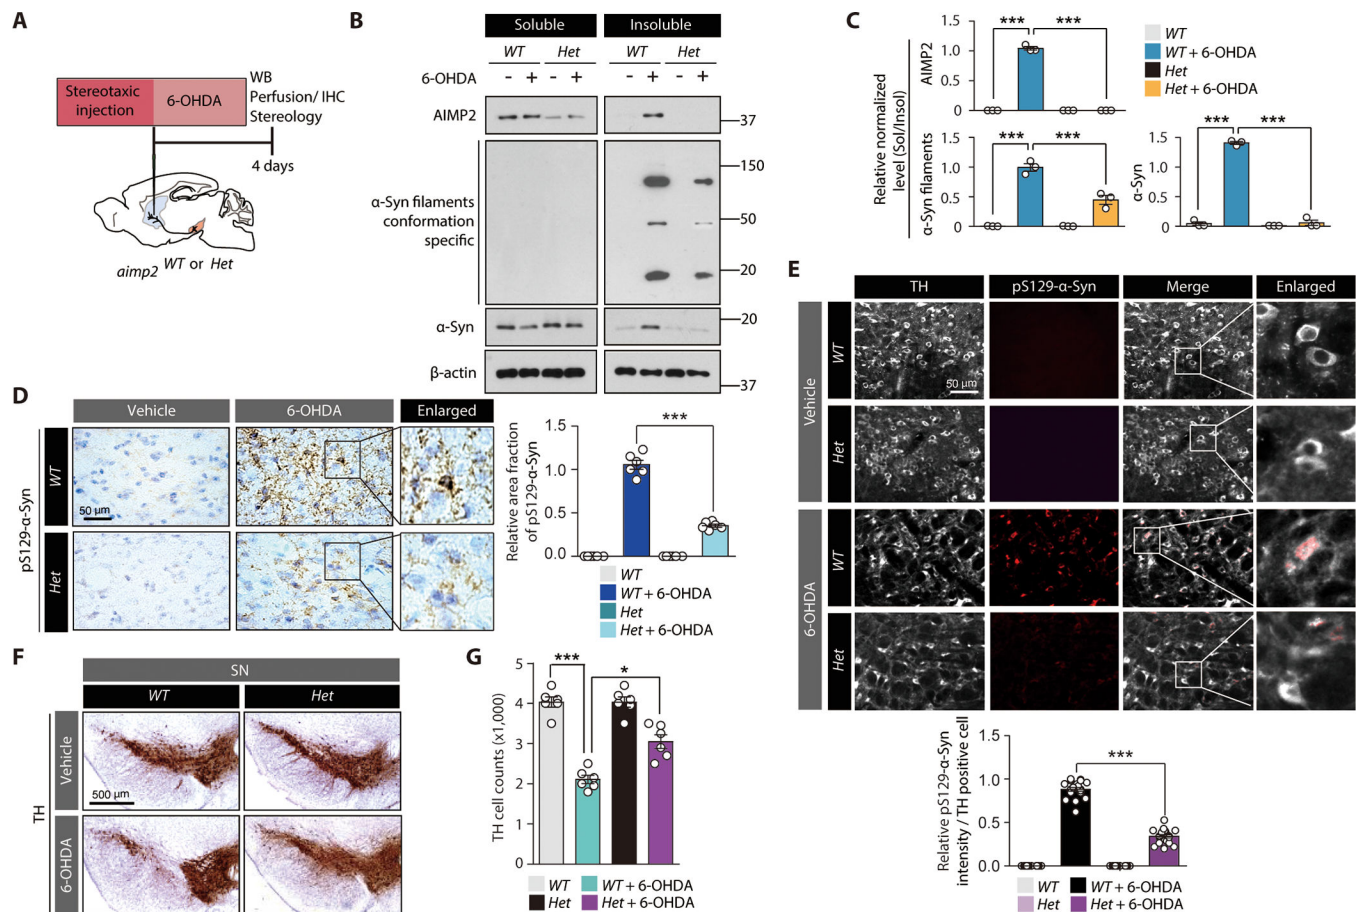 A
Stereotaxic
injection
6-OHDA
WB
Perfusion/ IHC
Stereology
4 days
aimp2 WT or Het
B
Soluble
Insoluble
WT
Het
WT
Het
6-OHDA
- + - + - + - +
AIMP2
37
150
α-Syn filaments
conformation
specific
50
20
α-Syn
20
β-actin
37
C
Relative normalized
level (Sol/Insol)
AIMP2
1.5
1.0
0.5
0
***
***
WT
WT + 6-OHDA
Het
Het + 6-OHDA
α-Syn filaments
1.5
1.0
0.5
0
***
***
α-Syn
1.5
1.0
0.5
0
***
***
D
Vehicle
6-OHDA
Enlarged
pS129-α-Syn
WT
Het
50 µm
Relative area fraction
of pS129-α-Syn
1.5
1.0
0.5
0.0
***
WT
WT + 6-OHDA
Het
Het + 6-OHDA
E
TH
pS129-α-Syn
Merge
Enlarged
Vehicle
WT
50 µm
Het
6-OHDA
WT
Het
Relative pS129-α-Syn
intensity / TH positive cell
1.5
1.0
0.5
0.0
***
WT
WT + 6-OHDA
Het
Het + 6-OHDA
F
SN
WT
Het
TH
Vehicle
500 µm
6-OHDA
G
TH cell counts (x1,000)
5
4
3
2
1
0
***
*
WT
WT + 6-OHDA
Het
Het + 6-OHDA